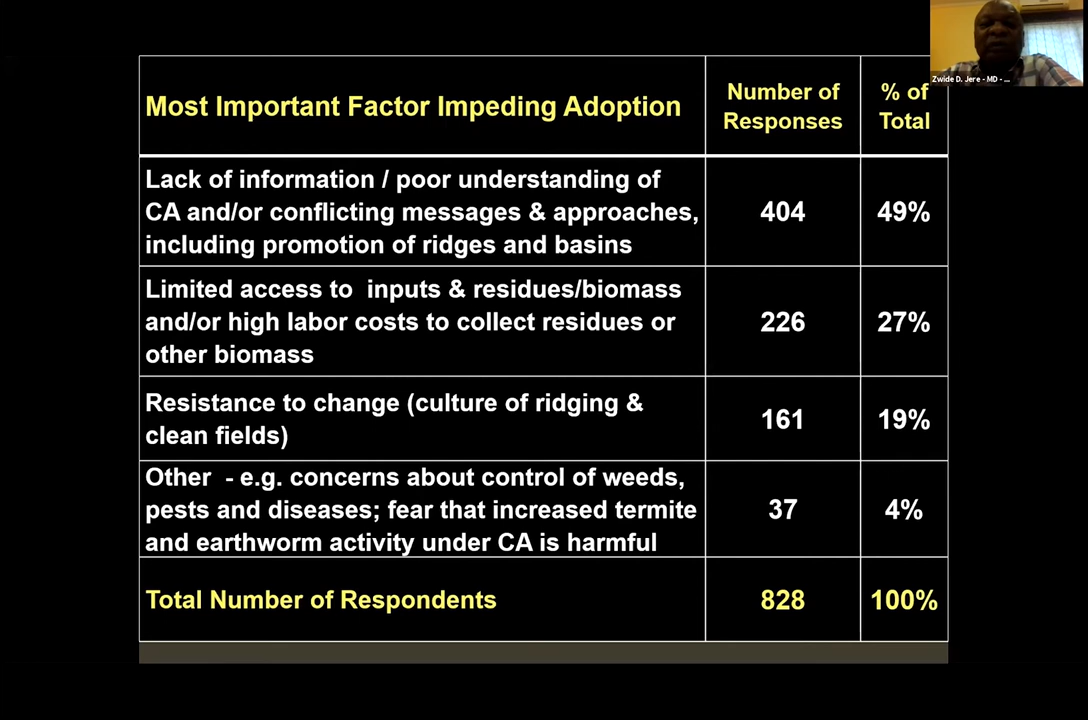 Zwide D. Jere - MD - ...
Most Important Factor Impeding Adoption
Number of
Responses
% of
Total
Lack of information / poor understanding of
CA and/or conflicting messages & approaches,
including promotion of ridges and basins
404
49%
Limited access to inputs & residues/biomass
and/or high labor costs to collect residues or
other biomass
226
27%
Resistance to change (culture of ridging &
clean fields)
161
19%
Other - e.g. concerns about control of weeds,
pests and diseases; fear that increased termite
and earthworm activity under CA is harmful
37
4%
Total Number of Respondents
828
100%